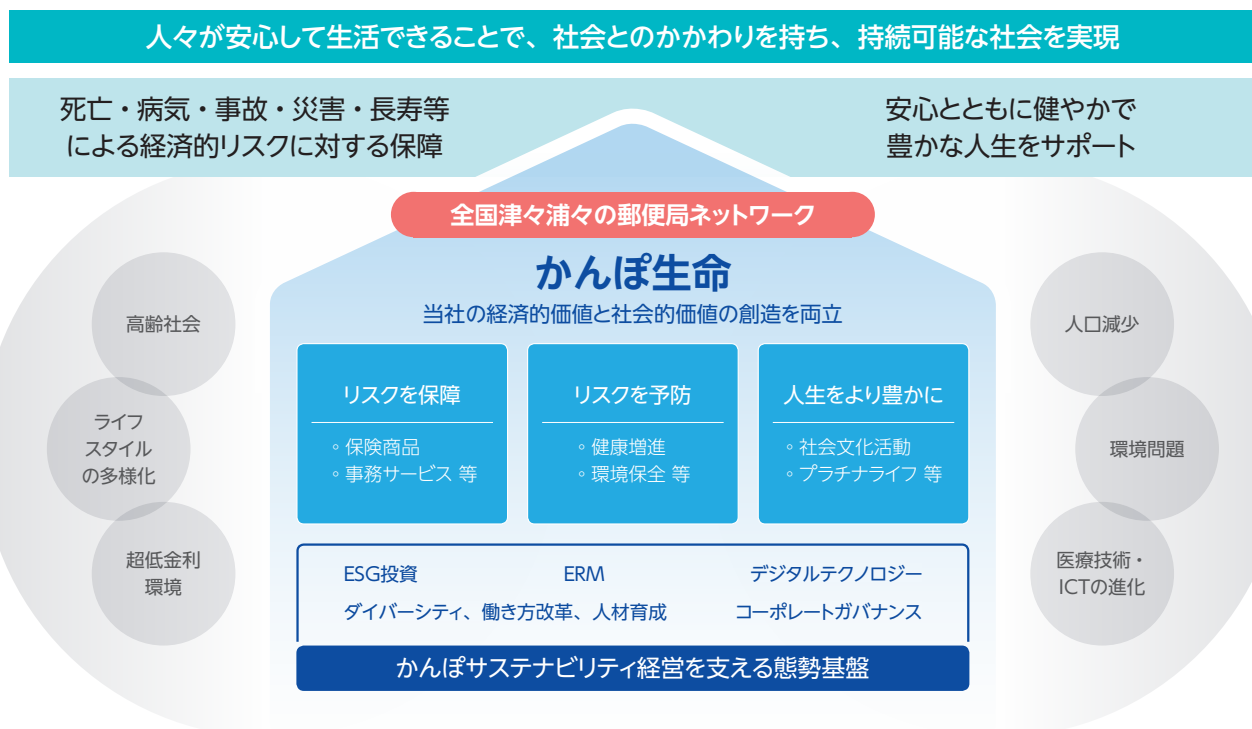 人々が安心して生活できることで、社会とのかかわりを持ち、持続可能な社会を実現
死亡・病気・事故・災害・長寿等
による経済的リスクに対する保障
安心とともに健やかで
豊かな人生をサポート
全国津々浦々の郵便局ネットワーク
かんぽ生命
当社の経済的価値と社会的価値の創造を両立
高齢社会
ライフ
スタイル
の多様化
超低金利
環境
リスクを保障
◦ 保険商品
◦ 事務サービス 等
リスクを予防
◦ 健康増進
◦ 環境保全 等
人生をより豊かに
◦ 社会文化活動
◦ プラチナライフ 等
人口減少
環境問題
医療技術・
ICTの進化
ESG投資
ERM
デジタルテクノロジー
ダイバーシティ、働き方改革、人材育成
コーポレートガバナンス
かんぽサステナビリティ経営を支える態勢基盤